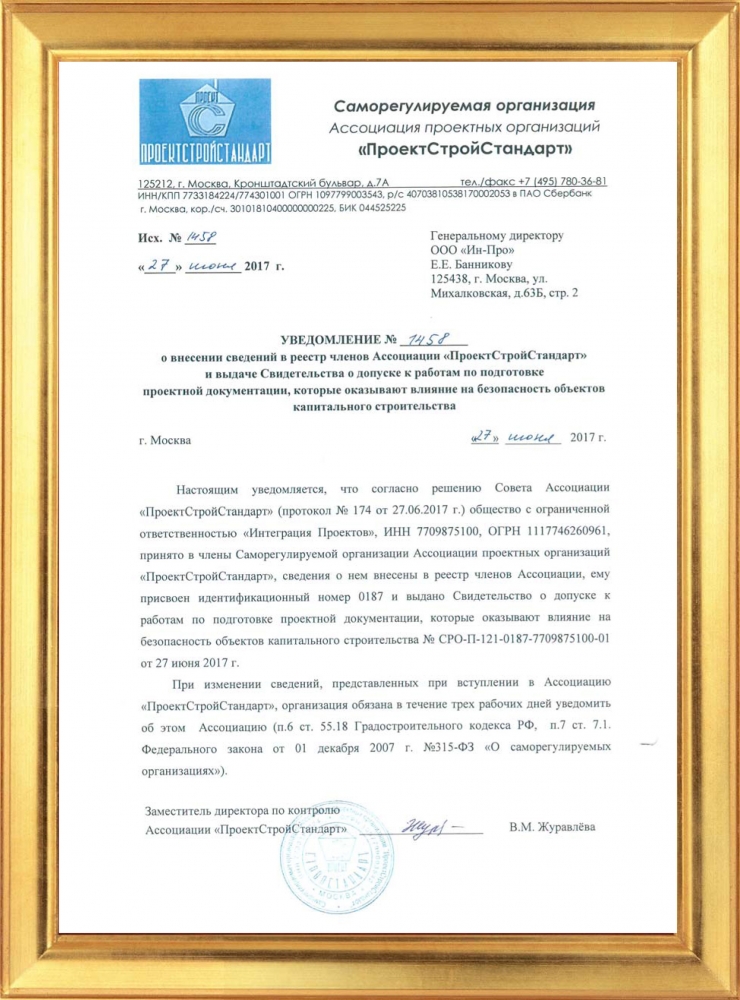 ПРОЕКТ
С
ПРОЕКТСТРОЙСТАНДАРТ
Саморегулируемая организация
Ассоциация проектных организаций
«ПроектСтройСтандарт»
125212, г. Москва, Кронштадтский бульвар, д.7А тел./факс +7 (495) 780-36-81
ИНН/КПП 7733184224/774301001 ОГРН 1097799003543, р/с 40703810538170002053 в ПАО Сбербанк
г. Москва, кор./сч. 30101810400000000225, БИК 044525225
Исх. № 1458
«27» июня 2017 г.
Генеральному директору
ООО «Ин-Про»
Е.Е. Банникову
125438, г. Москва, ул.
Михалковская, д.63Б, стр. 2
УВЕДОМЛЕНИЕ № 1458
о внесении сведений в реестр членов Ассоциации «ПроектСтройСтандарт»
и выдаче Свидетельства о допуске к работам по подготовке
проектной документации, которые оказывают влияние на безопасность объектов
капитального строительства
г. Москва «27» июня 2017 г.
Настоящим уведомляется, что согласно решению Совета Ассоциации
«ПроектСтройСтандарт» (протокол № 174 от 27.06.2017 г.) общество с ограниченной
ответственностью «Интеграция Проектов», ИНН 7709875100, ОГРН 1117746260961,
принято в члены Саморегулируемой организации Ассоциации проектных организаций
«ПроектСтройСтандарт», сведения о нем внесены в реестр членов Ассоциации, ему
присвоен идентификационный номер 0187 и выдано Свидетельство о допуске к
работам по подготовке проектной документации, которые оказывают влияние на
безопасность объектов капитального строительства № СРО-П-121-0187-7709875100-01
от 27 июня 2017 г.
При изменении сведений, представленных при вступлении в Ассоциацию
«ПроектСтройСтандарт», организация обязана в течение трех рабочих дней уведомить
об этом Ассоциацию (п.6 ст. 55.18 Градостроительного кодекса РФ, п.7 ст. 7.1.
Федерального закона от 01 декабря 2007 г. №315-ФЗ «О саморегулируемых
организациях»).
Заместитель директора по контролю
Ассоциации «ПроектСтройСтандарт» В.М. Журавлёва
МОСКВА